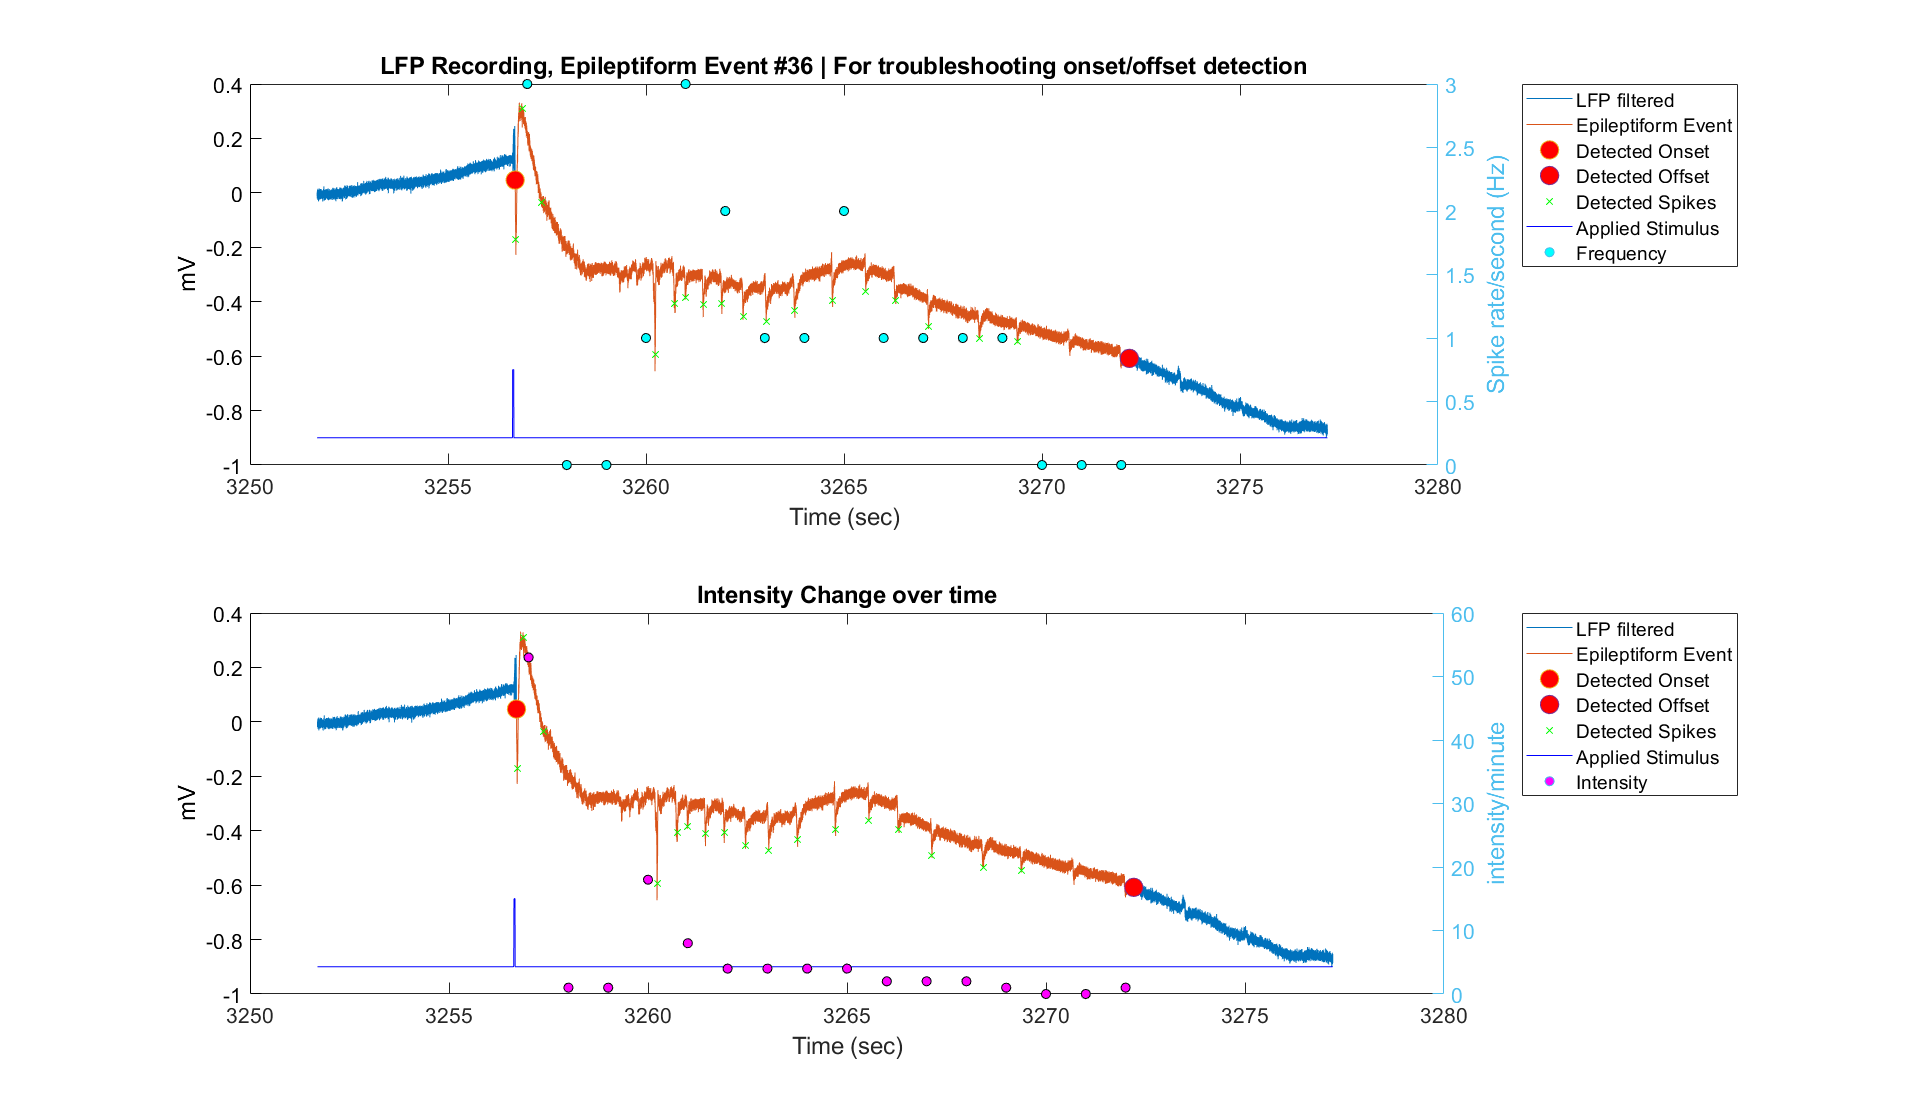 LFP Recording, Epileptiform Event #36 | For troubleshooting onset/offset detection
0.4
0.2
0
-0.2
-0.4
-0.6
-0.8
-1
mV
3250 3255 3260 3265 3270 3275 3280
Time (sec)
3
2.5
2
1.5
1
0.5
0
Spike rate/second (Hz)
LFP filtered
Epileptiform Event
Detected Onset
Detected Offset
Detected Spikes
Applied Stimulus
Frequency
Intensity Change over time
0.4
0.2
0
-0.2
-0.4
-0.6
-0.8
-1
mV
3250 3255 3260 3265 3270 3275 3280
Time (sec)
60
50
40
30
20
10
0
intensity/minute
LFP filtered
Epileptiform Event
Detected Onset
Detected Offset
Detected Spikes
Applied Stimulus
Intensity